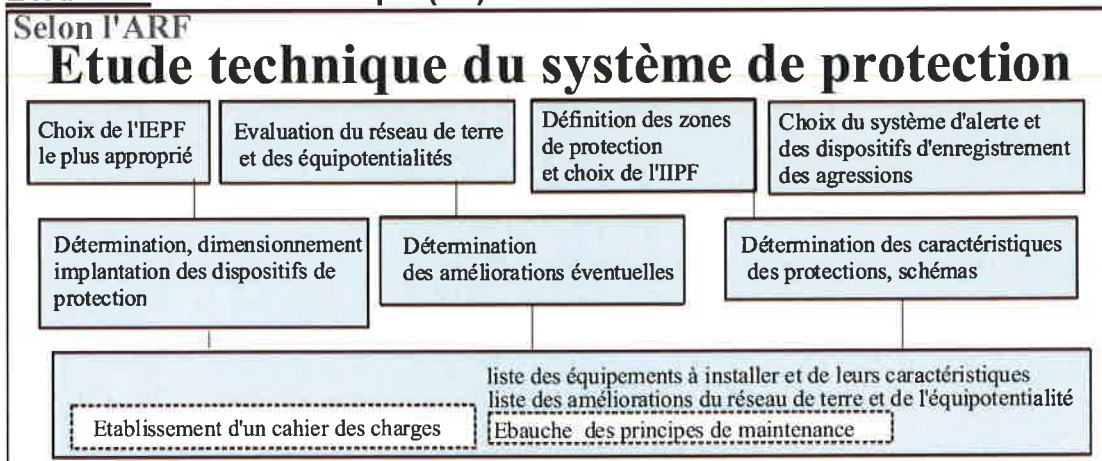 Selon l'ARF
Etude technique du système de protection
Choix de l'IEPF
le plus approprié
Evaluation du réseau de terre
et des équipotentialités
Définition des zones
de protection
et choix de l'IIPF
Choix du système d'alerte et
des dispositifs d'enregistrement
des agressions
Détermination, dimensionnement
implantation des dispositifs de
protection
Détermination
des améliorations éventuelles
Détermination des caractéristiques
des protections, schémas
liste des équipements à installer et de leurs caractéristiques
liste des améliorations du réseau de terre et de l'équipotentialité
Etablissement d'un cahier des charges
Ebauche des principes de maintenance